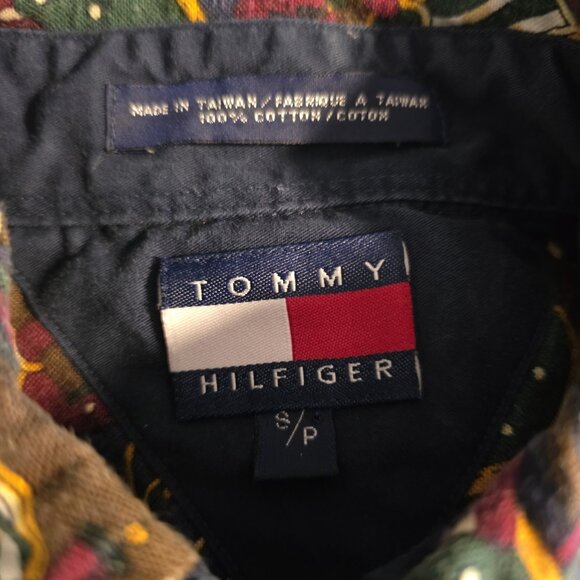 MADE IN TAIWAN/FABRIQUE A TAIWAN
100% COTTON/COTON
TOMMY
HILFIGER
S/P